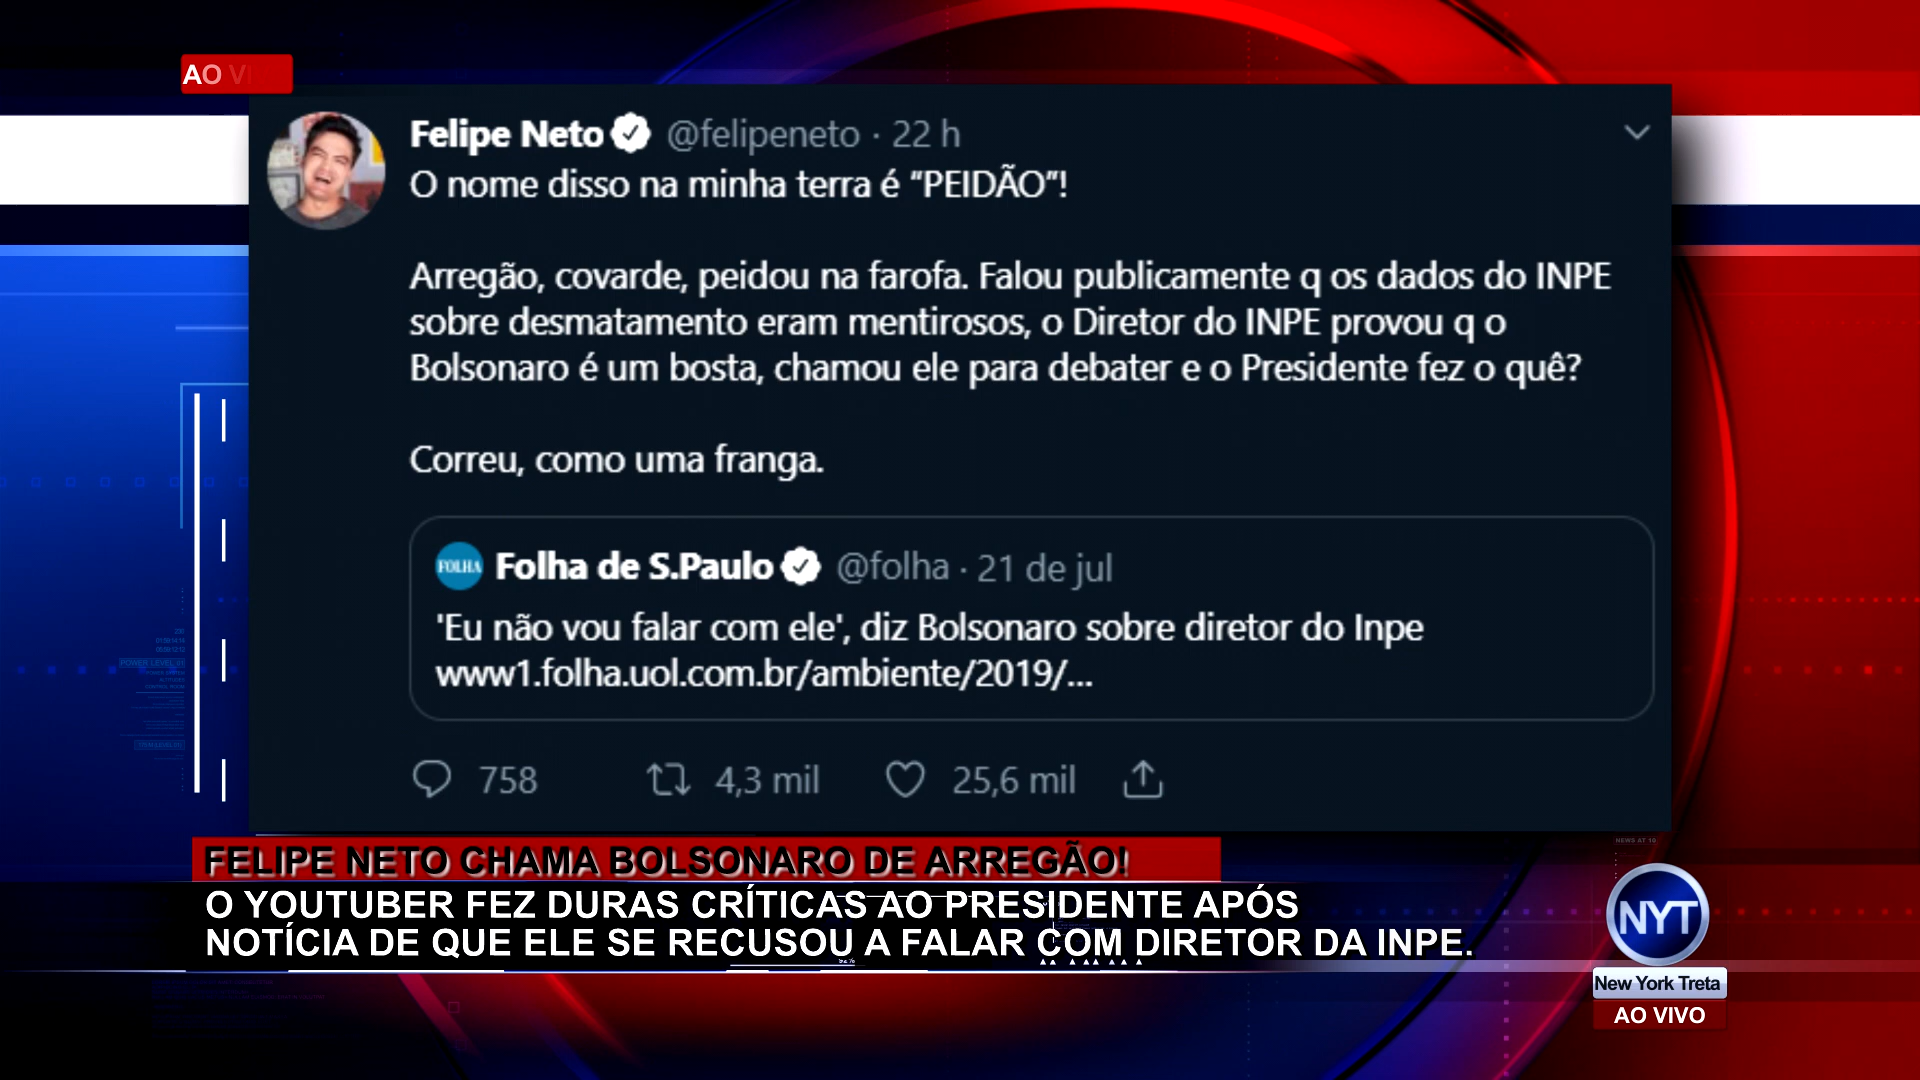 AO V
Felipe Neto @felipeneto · 22 h
O nome disso na minha terra é "PEIDÃO"!
Arregão, covarde, peidou na farofa. Falou publicamente q os dados do INPE
sobre desmatamento eram mentirosos, o Diretor do INPE provou q o
Bolsonaro é um bosta, chamou ele para debater e o Presidente fez o quê?
Correu, como uma franga.
FOLHA Folha de S.Paulo @folha · 21 de jul
'Eu não vou falar com ele', diz Bolsonaro sobre diretor do Inpe
www1.folha.uol.com.br/ambiente/2019/...
758 4,3 mil 25,6 mil
FELIPE NETO CHAMA BOLSONARO DE ARREGÃO!
O YOUTUBER FEZ DURAS CRÍTICAS AO PRESIDENTE APÓS
NOTÍCIA DE QUE ELE SE RECUSOU A FALAR COM DIRETOR DA INPE.
NEWS AT 10
NYT
New York Treta
AO VIVO